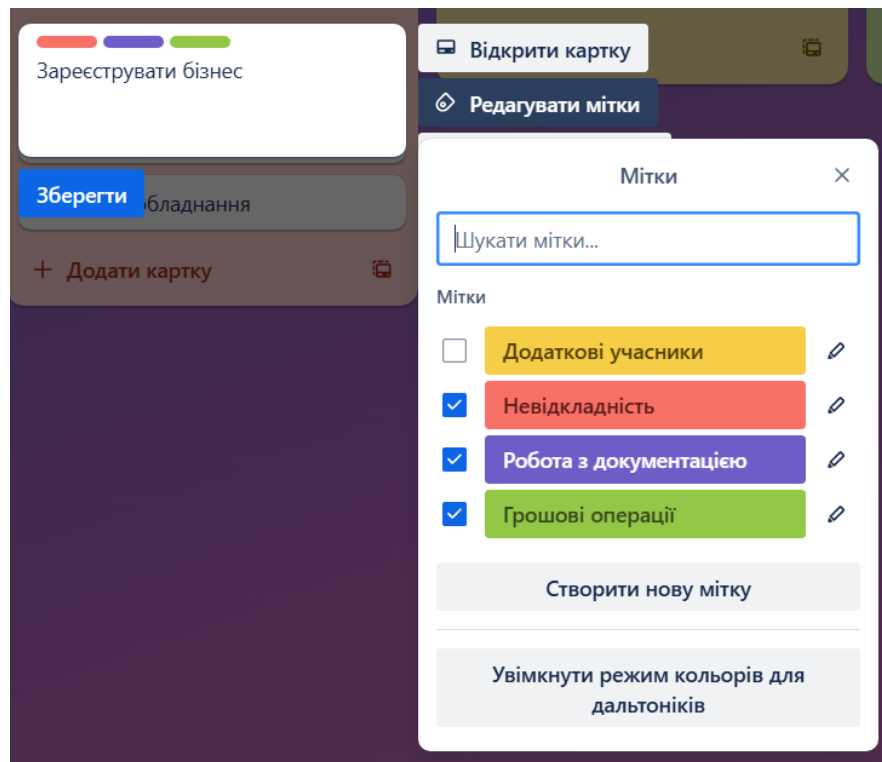 Зареєструвати бізнес
Зберегти
+ Додати картку
Відкрити картку
Редагувати мітки
Мітки
Шукати мітки...
Мітки
Додаткові учасники
Невідкладність
Робота з документацією
Грошові операції
Створити нову мітку
Увімкнути режим кольорів для
дальтоніків